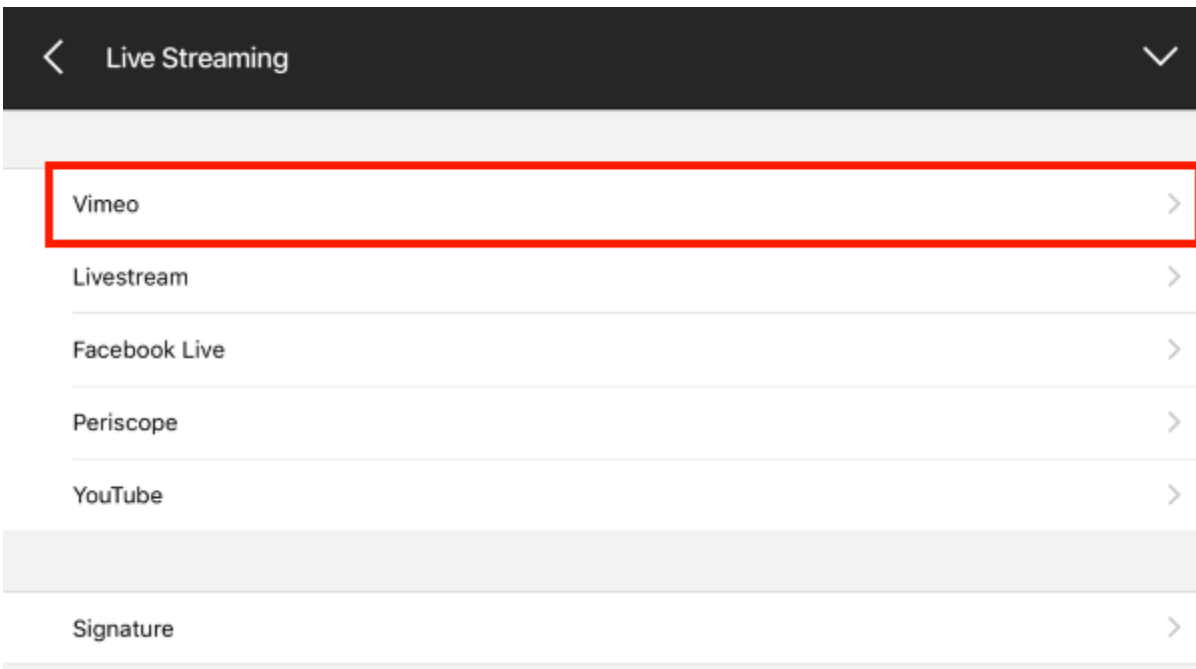 Live Streaming
Vimeo
Livestream
Facebook Live
Periscope
YouTube
Signature